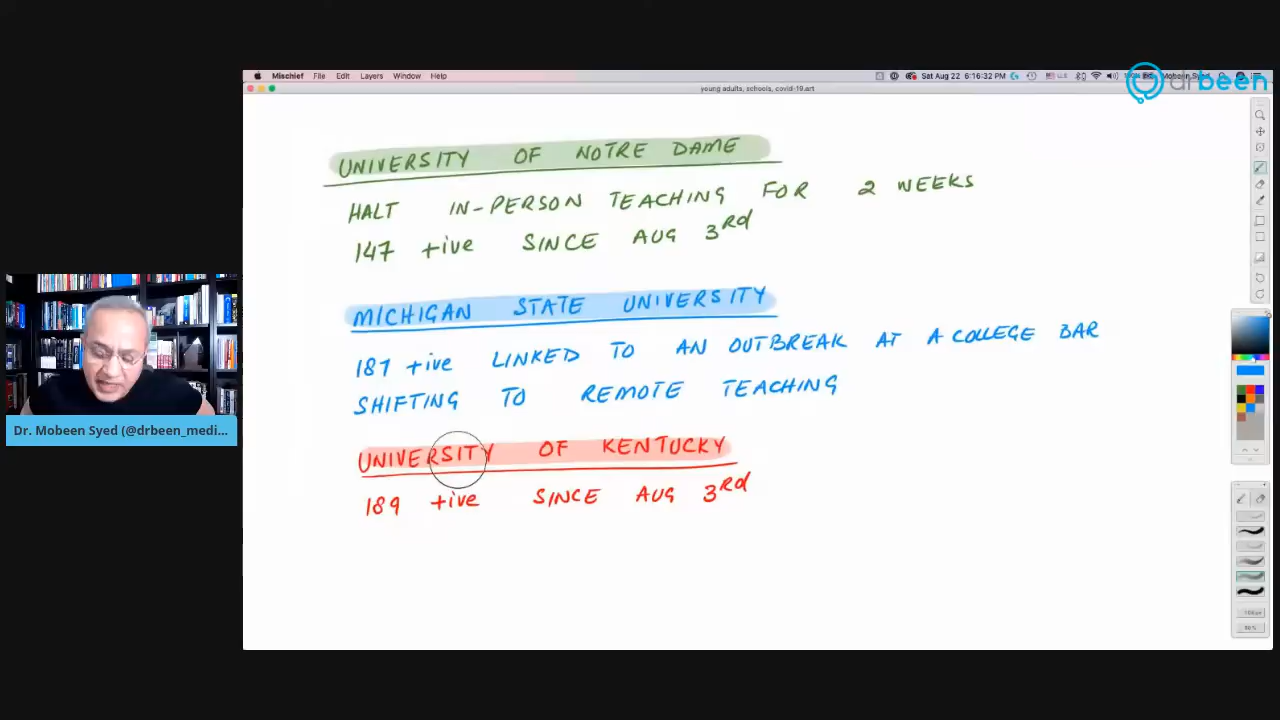 Mischief File Edit Layers Window Help
Sat Aug 22 6:16:32 PM
Mobeen Syed
drbeen
young adults, schools, covid-19.art
UNIVERSITY OF NOTRE DAME
HALT IN-PERSON TEACHING FOR 2 WEEKS
147 +ive SINCE AUG 3rd
MICHIGAN STATE UNIVERSITY
187 +ive LINKED TO AN OUTBREAK AT A COLLEGE BAR
SHIFTING TO REMOTE TEACHING
Dr. Mobeen Syed (@drbeen_medi...
UNIVERSITY OF KENTUCKY
189 +ive SINCE AUG 3rd